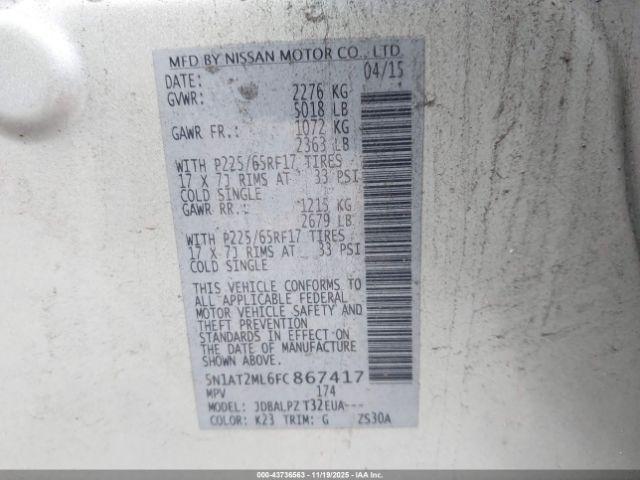 MFD BY NISSAN MOTOR CO., LTD.
DATE: 04/15
GVWR: 2276 KG
5018 LB
GAWR FR.: 1072 KG
2363 LB
WITH P225/65RF17 TIRES
17 X 7J RIMS AT 33 PSI
COLD SINGLE
GAWR RR.: 1215 KG
2679 LB
WITH P225/65RF17 TIRES
17 X 7J RIMS AT 33 PSI
COLD SINGLE
THIS VEHICLE CONFORMS TO
ALL APPLICABLE FEDERAL
MOTOR VEHICLE SAFETY AND
THEFT PREVENTION
STANDARDS IN EFFECT ON
THE DATE OF MANUFACTURE
SHOWN ABOVE.
5N1AT2ML6FC867417
MPV 174
MODEL: JDBALPZ T32EUA---
COLOR: K23 TRIM: G ZS30A
000-43736563 - 11/19/2025 - IAAI.COM